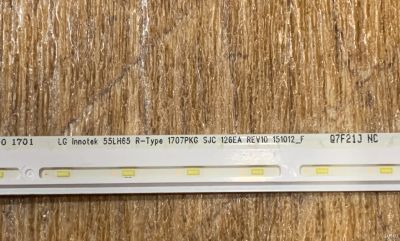 0 1701 LG Innotek 55LH65 R-Type 1707PKG SJC 126EA REV10 151012_F Q7F21J NC